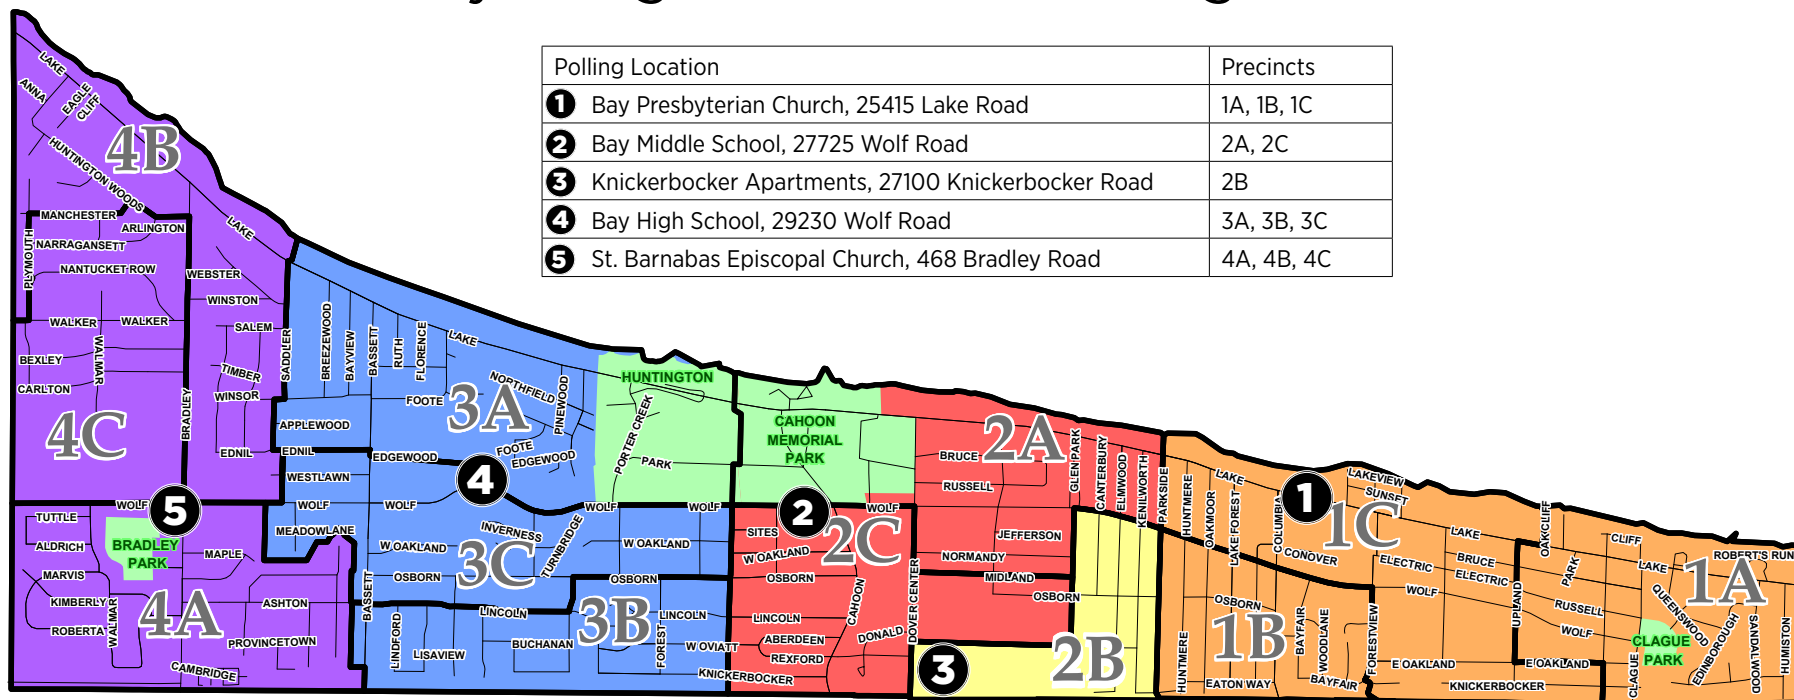 Polling Location Precincts
1 Bay Presbyterian Church, 25415 Lake Road 1A, 1B, 1C
2 Bay Middle School, 27725 Wolf Road 2A, 2C
3 Knickerbocker Apartments, 27100 Knickerbocker Road 2B
4 Bay High School, 29230 Wolf Road 3A, 3B, 3C
5 St. Barnabas Episcopal Church, 468 Bradley Road 4A, 4B, 4C
LAKE
ANNA
EAGLE
CLIFF
4B
HUNTINGTON WOODS
MANCHESTER
ARLINGTON
LAKE
PLYMOUTH
NARRAGANSETT
NANTUCKET ROW
WEBSTER
WINSTON
WALKER
WALKER
SALEM
BEXLEY
WALMAR
CARLTON
TIMBER
WINSOR
SADDLER
BRADLEY
4C
EDNIL
WOLF
5
TUTTLE
ALDRICH
BRADLEY
PARK
MAPLE
MARVIS
KIMBERLY
ROBERTA
WALMAR
4A
ASHTON
PROVINCETOWN
CAMBRIDGE
BREEZEWOOD
BAYVIEW
BASSETT
RUTH
FLORENCE
LAKE
NORTHFIELD
PINEWOOD
FOOTE
3A
APPLEWOOD
EDNIL
EDGEWOOD
FOOTE
EDGEWOOD
WESTLAWN
4
WOLF
WOLF
MEADOWLANE
HUNTINGTON
PORTER CREEK
PARK
WOLF
WOLF
INVERNESS
TURNBRIDGE
W OAKLAND
W OAKLAND
3C
OSBORN
OSBORN
BASSETT
LINCOLN
LINCOLN
3B
LINDFORD
LISAVIEW
BUCHANAN
FOREST
W OVIATT
KNICKERBOCKER
CAHOON
MEMORIAL
PARK
2
WOLF
SITES
2C
W OAKLAND
OSBORN
LINCOLN
CAHOON
ABERDEEN
DONALD
REXFORD
DOVER CENTER
2A
BRUCE
RUSSELL
GLEN PARK
CANTERBURY
ELMWOOD
KENILWORTH
PARKSIDE
JEFFERSON
NORMANDY
MIDLAND
OSBORN
2B
3
HUNTMERE
OAKMOOR
LAKE FOREST
LAKE
COLUMBIA
1
LAKEVIEW
SUNSET
1C
CONOVER
LAKE
ELECTRIC
BRUCE
ELECTRIC
WOLF
OSBORN
1B
HUNTMERE
BAYFAIR
WOODLANE
FORESTVIEW
EATON WAY
BAYFAIR
E OAKLAND
KNICKERBOCKER
UPLAND
OAKCLIFF
CLIFF
PARK
LAKE
ROBERT'S RUN
1A
RUSSELL
WOLF
QUEENSWOOD
CLAGUE
PARK
E OAKLAND
CLAGUE
EDINBOROUGH
SANDALWOOD
HUMISTON